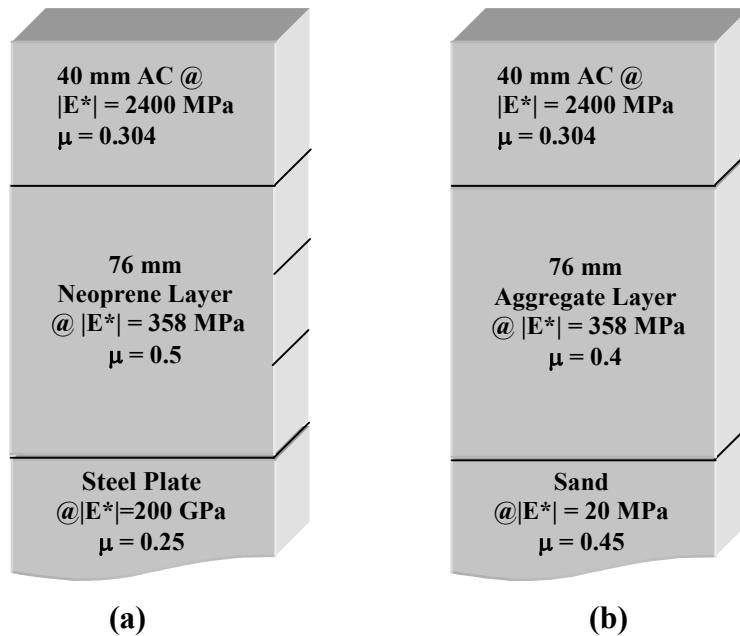 40 mm AC @
|E*| = 2400 MPa
μ = 0.304
76 mm
Neoprene Layer
@ |E*| = 358 MPa
μ = 0.5
Steel Plate
@|E*|=200 GPa
μ = 0.25
(a)
40 mm AC @
|E*| = 2400 MPa
μ = 0.304
76 mm
Aggregate Layer
@ |E*| = 358 MPa
μ = 0.4
Sand
@|E*| = 20 MPa
μ = 0.45
(b)